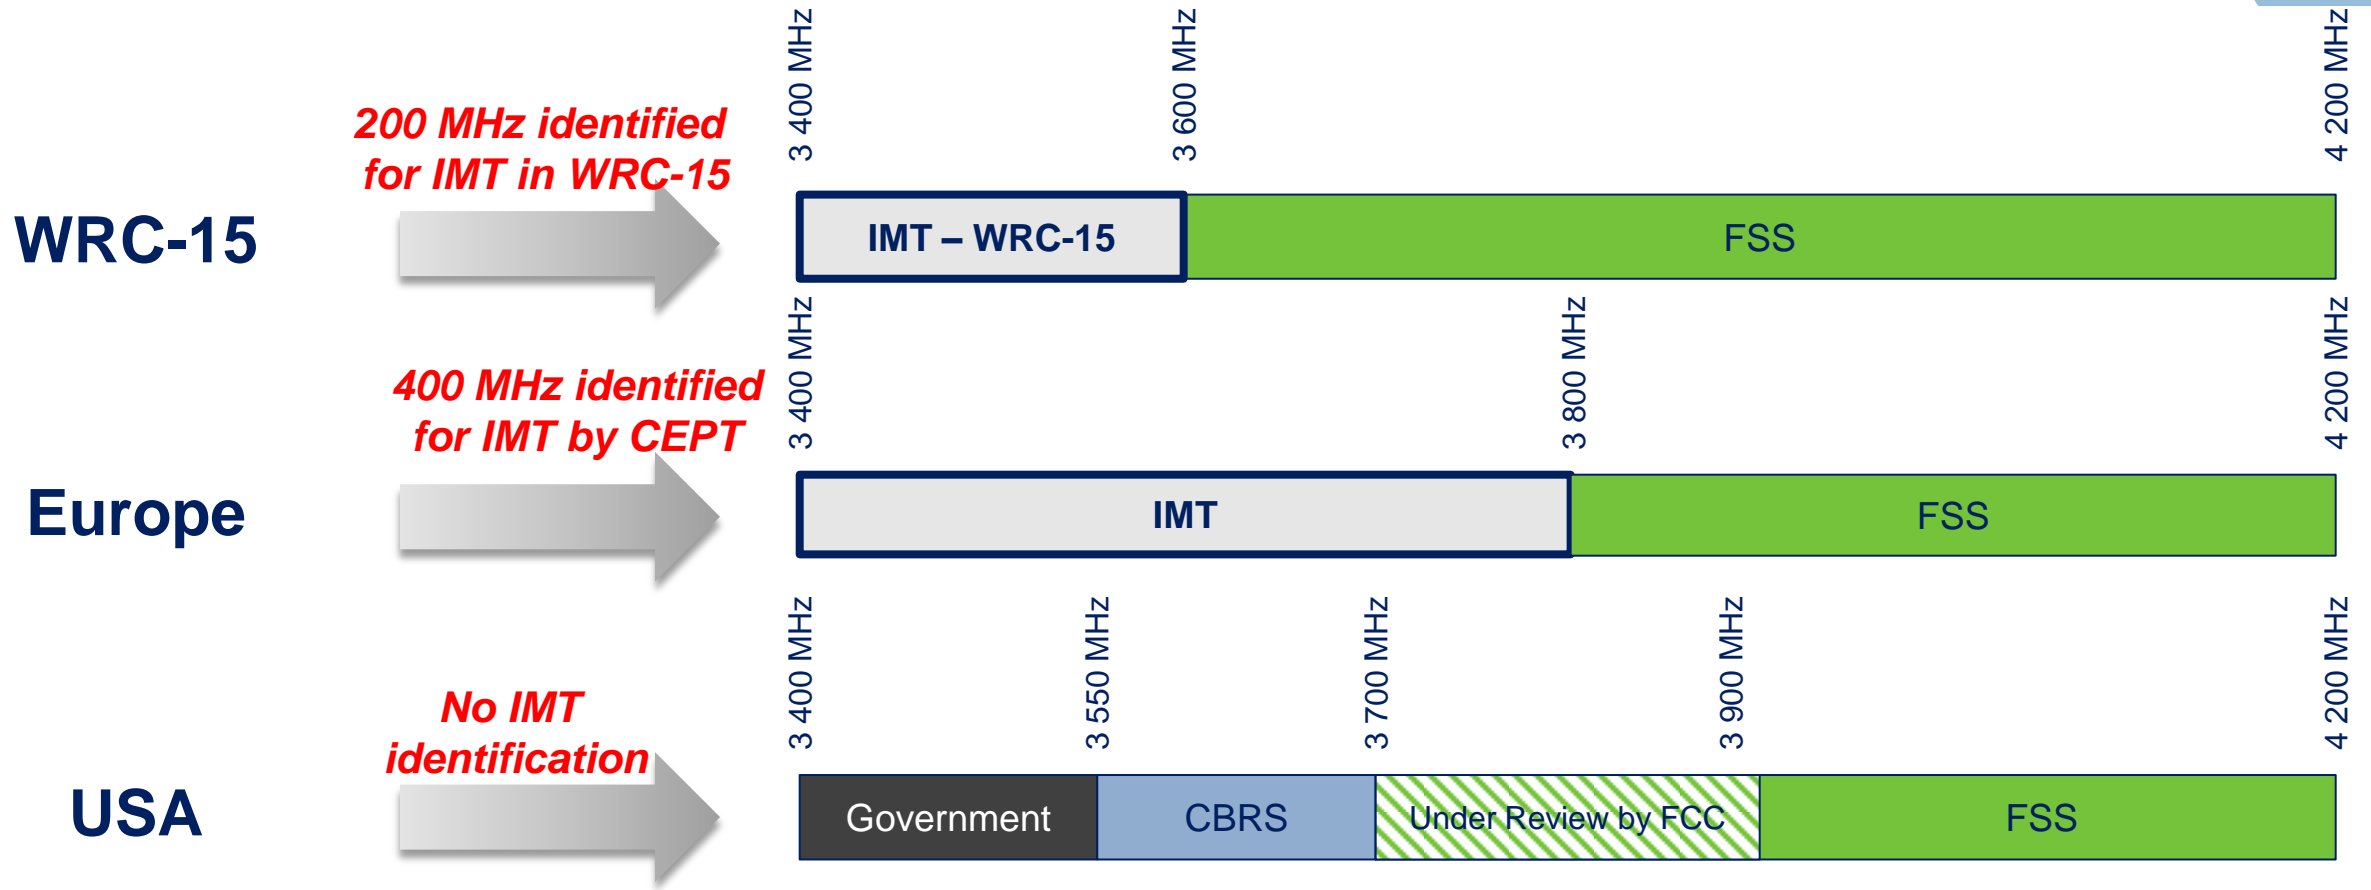 3 400 MHz
3 600 MHz
4 200 MHz
200 MHz identified
for IMT in WRC-15
WRC-15
IMT – WRC-15
FSS
3 400 MHz
3 800 MHz
4 200 MHz
400 MHz identified
for IMT by CEPT
Europe
IMT
FSS
3 400 MHz
3 550 MHz
3 700 MHz
3 900 MHz
4 200 MHz
No IMT
identification
USA
Government
CBRS
Under Review by FCC
FSS